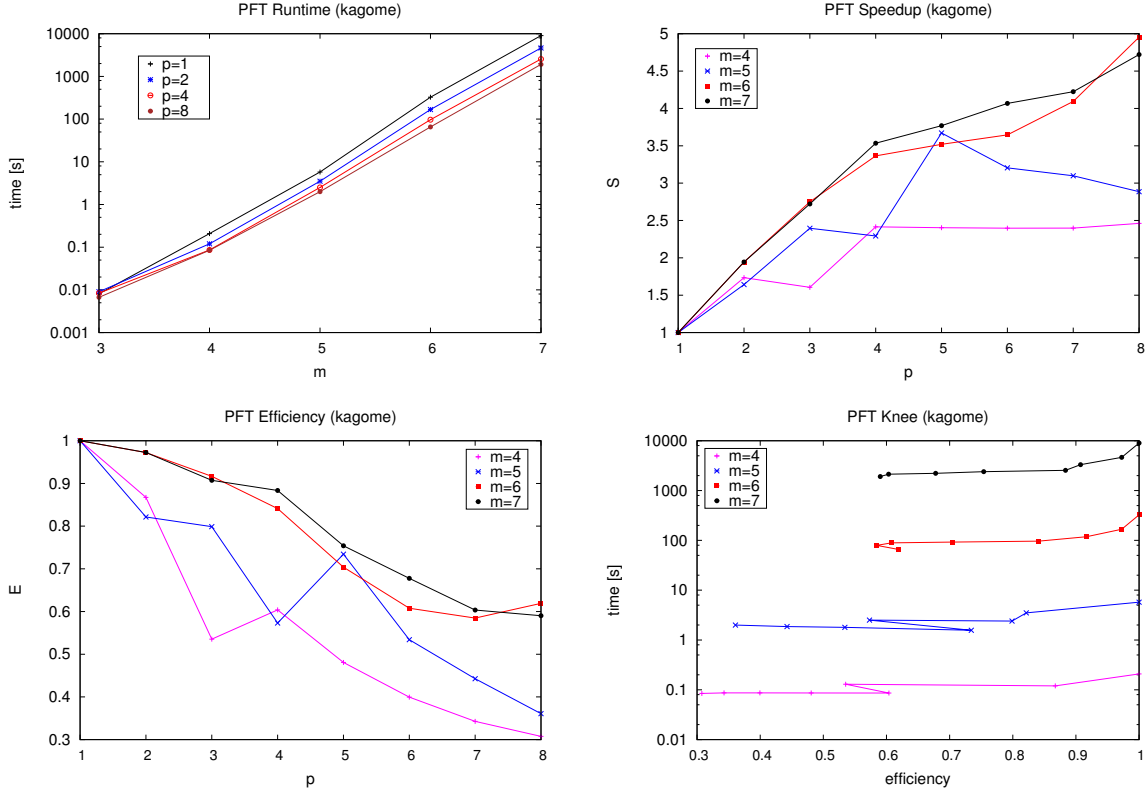 PFT Runtime (kagome)
10000
1000
100
10
1
0.1
0.01
0.001
time [s]
p=1
p=2
p=4
p=8
3 4 5 6 7
m
PFT Speedup (kagome)
5
4.5
4
3.5
3
2.5
2
1.5
1
S
m=4
m=5
m=6
m=7
1 2 3 4 5 6 7 8
p
PFT Efficiency (kagome)
1
0.9
0.8
0.7
0.6
0.5
0.4
0.3
E
m=4
m=5
m=6
m=7
1 2 3 4 5 6 7 8
p
PFT Knee (kagome)
10000
1000
100
10
1
0.1
0.01
time [s]
m=4
m=5
m=6
m=7
0.3 0.4 0.5 0.6 0.7 0.8 0.9 1
efficiency